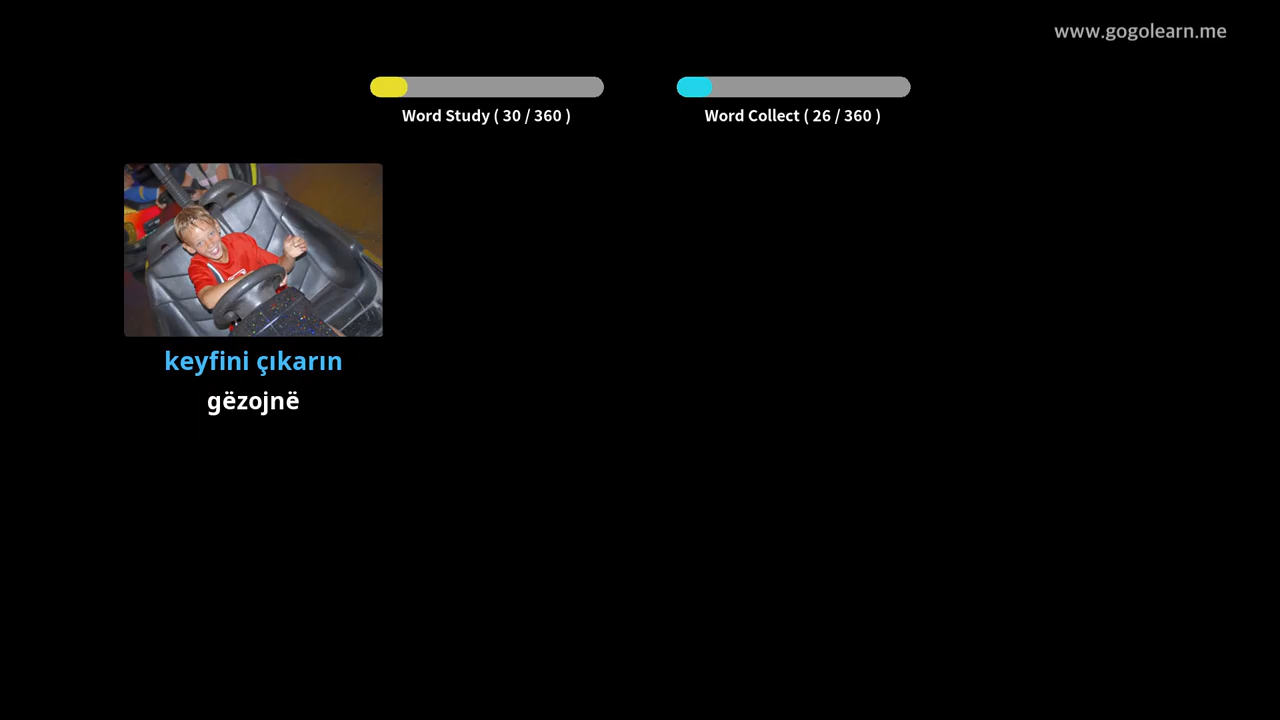 www.gogolearn.me
Word Study ( 30 / 360 )
Word Collect ( 26 / 360 )
keyfini çıkarın
gëzojnë